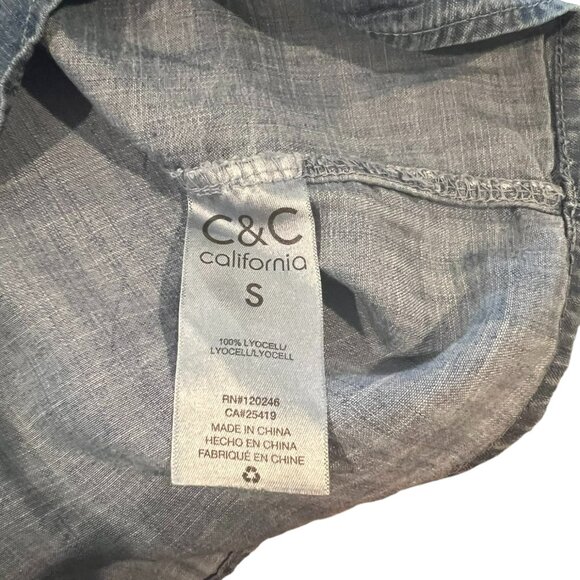 C&C
california
S
100% LYOCELL/
LYOCELL/LYOCELL
RN#120246
CA#25419
MADE IN CHINA
HECHO EN CHINA
FABRIQUÉ EN CHINE